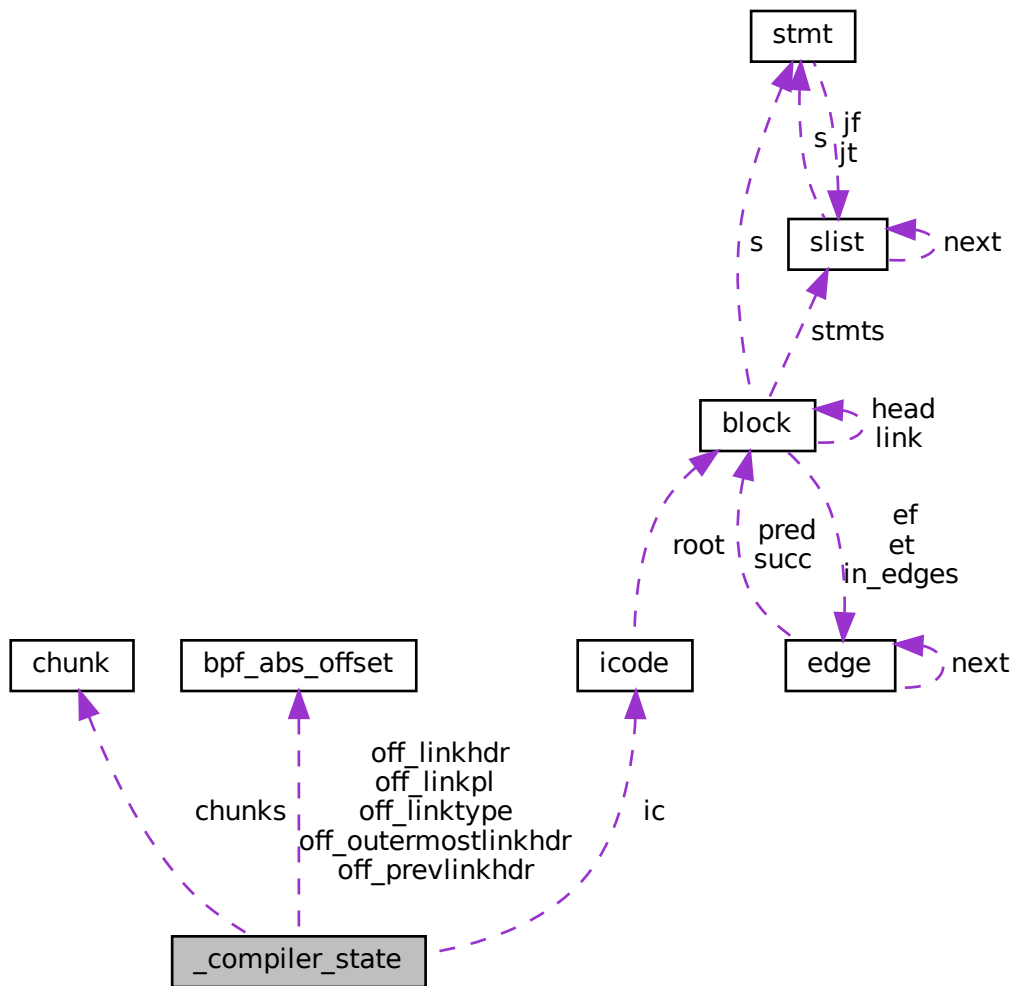 stmt
jf
s
jt
slist
next
s
stmts
block
head
link
ef
pred
root
et
succ
in_edges
chunk
bpf_abs_offset
icode
edge
next
off_linkhdr
off_linkpl
chunks
off_linktype
ic
off_outermostlinkhdr
off_prevlinkhdr
_compiler_state